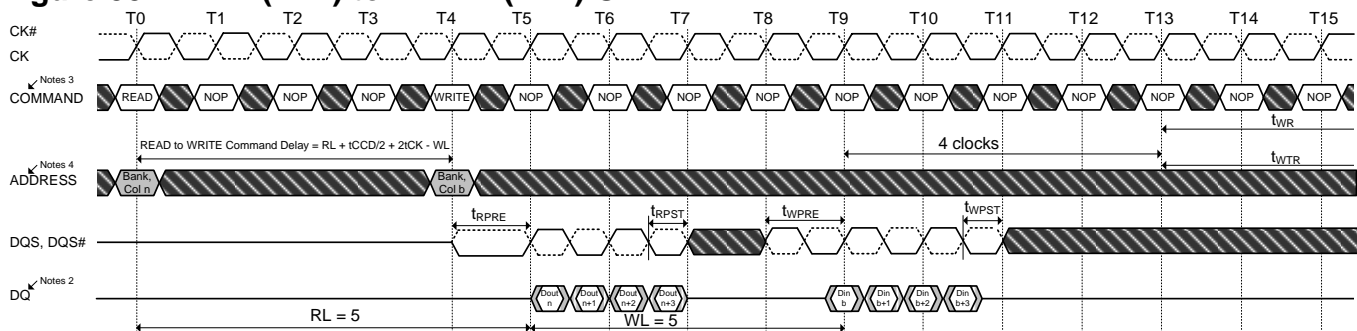 T0 T1 T2 T3 T4 T5 T6 T7 T8 T9 T10 T11 T12 T13 T14 T15
CK#
CK
Notes 3
COMMAND READ NOP NOP NOP WRITE NOP NOP NOP NOP NOP NOP NOP NOP NOP NOP NOP
tWR
READ to WRITE Command Delay = RL + tCCD/2 + 2tCK - WL
4 clocks
tWTR
Notes 4
ADDRESS Bank, Col n Bank, Col b
tRPRE tRPST tWPRE tWPST
DQS, DQS#
Notes 2
DQ Dout n Dout n+1 Dout n+2 Dout n+3 Din b Din b+1 Din b+2 Din b+3
RL = 5 WL = 5